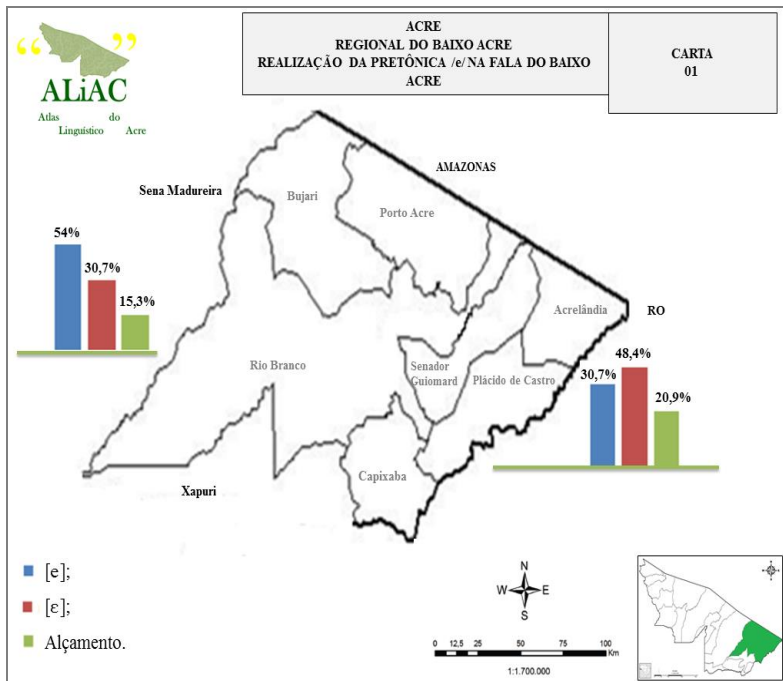 “ ”
ALiAC
Atlas do
Linguístico Acre
ACRE
REGIONAL DO BAIXO ACRE
REALIZAÇÃO DA PRETÔNICA /e/ NA FALA DO BAIXO
ACRE
CARTA
01
AMAZONAS
Sena Madureira
Bujari
Porto Acre
54%
30,7%
15,3%
Acrelândia
RO
Rio Branco
Senador
Guiomard
Plácido de Castro
48,4%
30,7%
20,9%
Capixaba
Xapuri
[e];
[ɛ];
Alçamento.
N
W E
S
0 12,5 25 50 75 100
Km
1:1.700.000